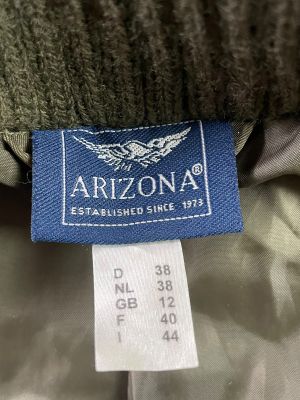 ARIZONA®
ESTABLISHED SINCE 1973
D 38
NL 38
GB 12
F 40
I 44